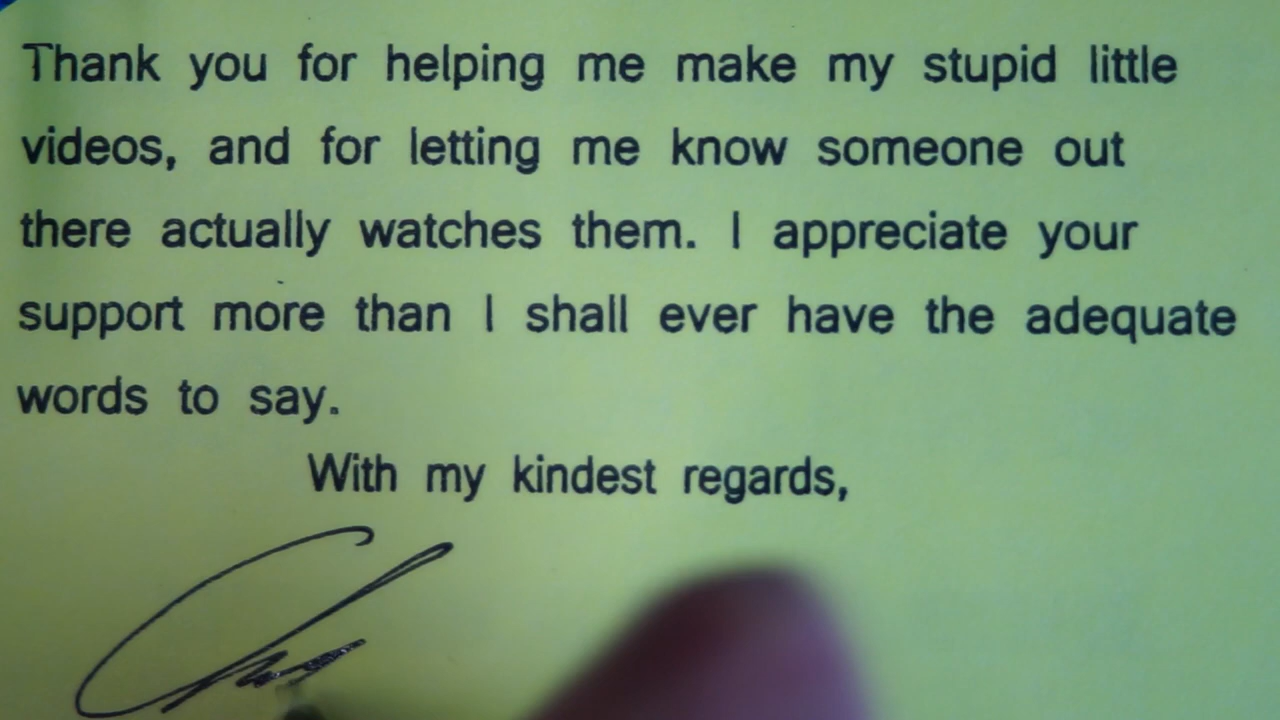 Thank you for helping me make my stupid little
videos, and for letting me know someone out
there actually watches them. I appreciate your
support more than I shall ever have the adequate
words to say.
With my kindest regards,